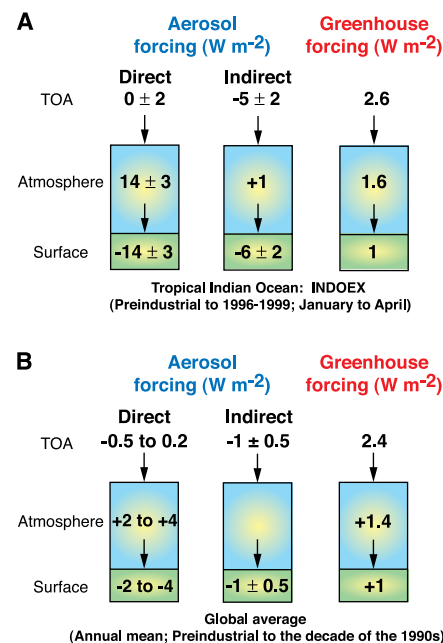 A
Aerosol
forcing (W m-2)
Greenhouse
forcing (W m-2)
Direct
Indirect
TOA
0 ± 2
-5 ± 2
2.6
Atmosphere
14 ± 3
+1
1.6
Surface
-14 ± 3
-6 ± 2
1
Tropical Indian Ocean: INDOEX
(Preindustrial to 1996-1999; January to April)
B
Aerosol
forcing (W m-2)
Greenhouse
forcing (W m-2)
Direct
Indirect
TOA
-0.5 to 0.2
-1 ± 0.5
2.4
Atmosphere
+2 to +4
+1.4
Surface
-2 to -4
-1 ± 0.5
+1
Global average
(Annual mean; Preindustrial to the decade of the 1990s)